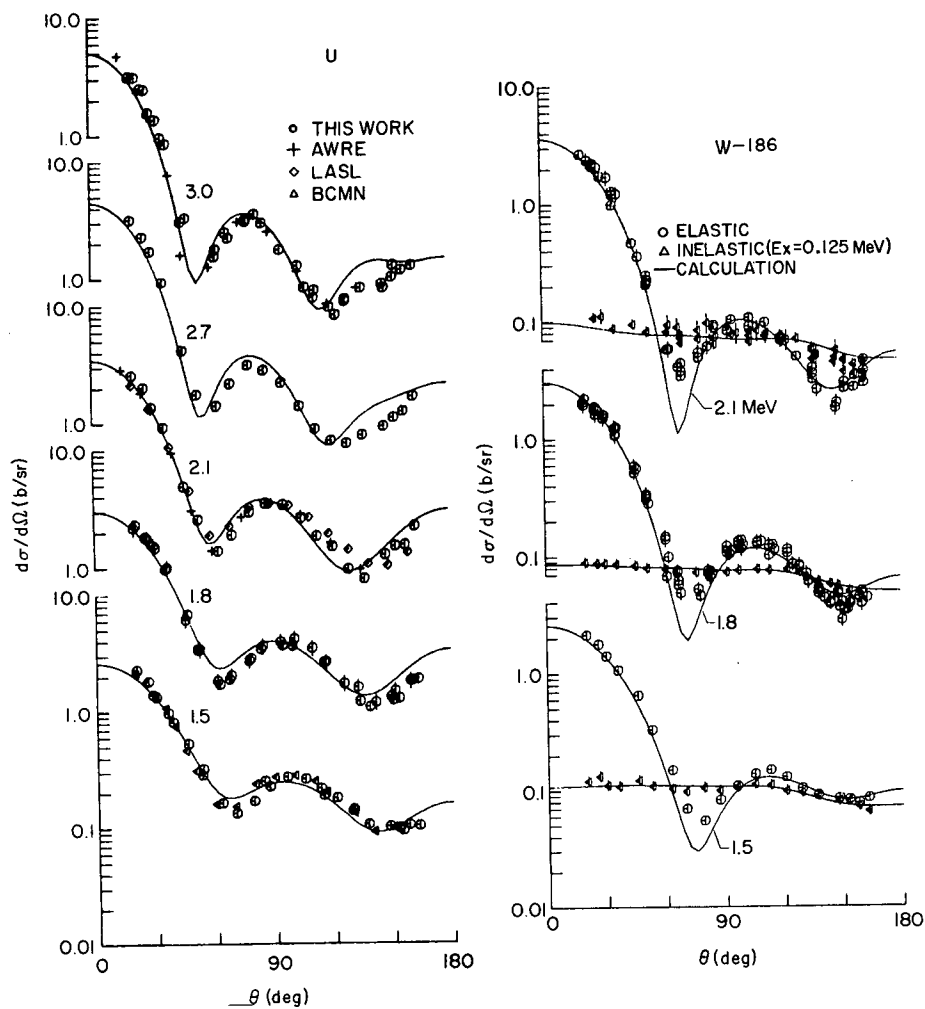 10.0
1.0
10.0
1.0
10.0
1.0
10.0
1.0
10.0
1.0
0.1
0.01
dσ/dΩ (b/sr)
U
THIS WORK
+ AWRE
LASL
BCMN
3.0
2.7
2.1
1.8
1.5
0
90
180
θ (deg)
10.0
1.0
0.1
1.0
0.1
1.0
0.1
0.01
dσ/dΩ (b/sr)
W-186
ELASTIC
INELASTIC (Ex=0.125 MeV)
CALCULATION
2.1 MeV
1.8
1.5
0
90
180
θ (deg)